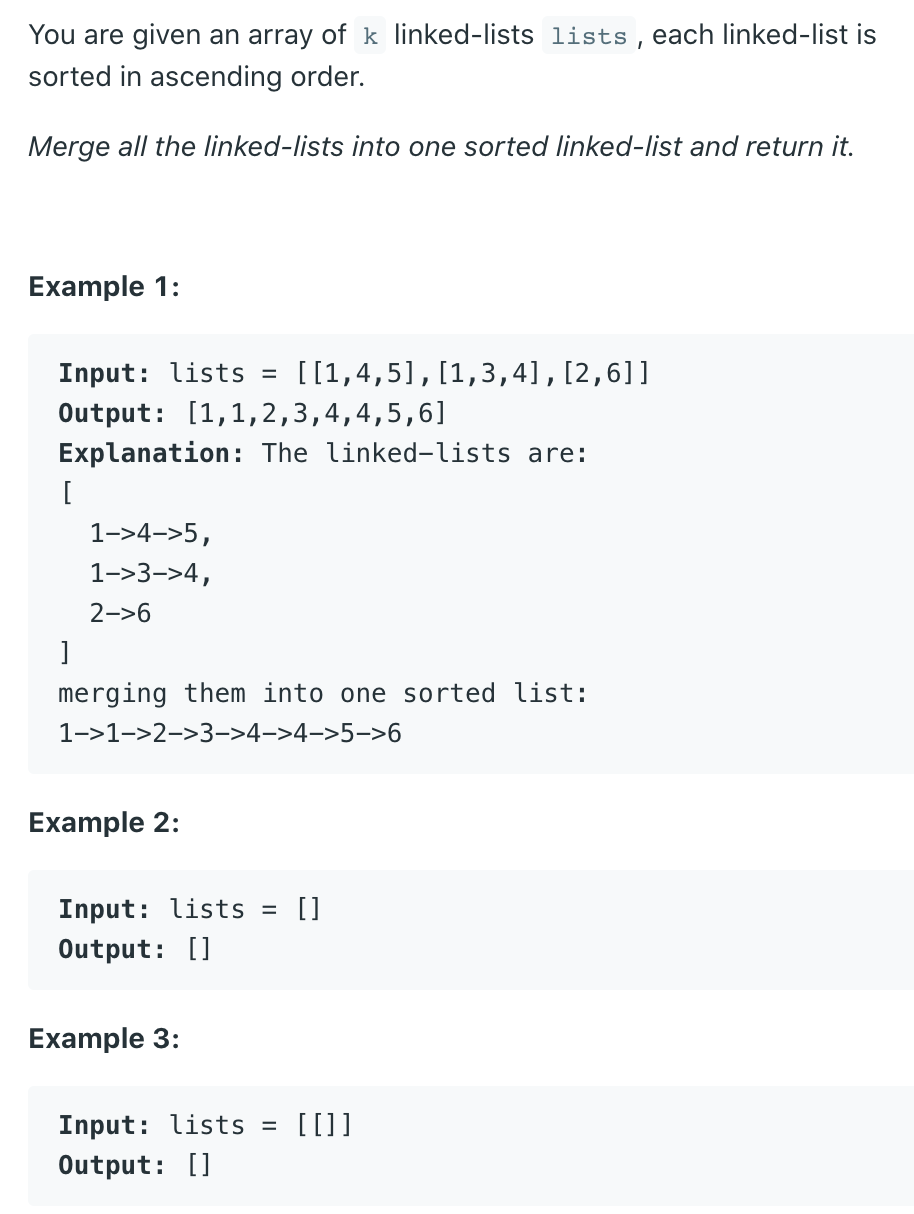 You are given an array of k linked-lists lists, each linked-list is
sorted in ascending order.
Merge all the linked-lists into one sorted linked-list and return it.
Example 1:
Input: lists = [[1,4,5],[1,3,4],[2,6]]
Output: [1,1,2,3,4,4,5,6]
Explanation: The linked-lists are:
[
  1->4->5,
  1->3->4,
  2->6
]
merging them into one sorted list:
1->1->2->3->4->4->5->6
Example 2:
Input: lists = []
Output: []
Example 3:
Input: lists = [[]]
Output: []